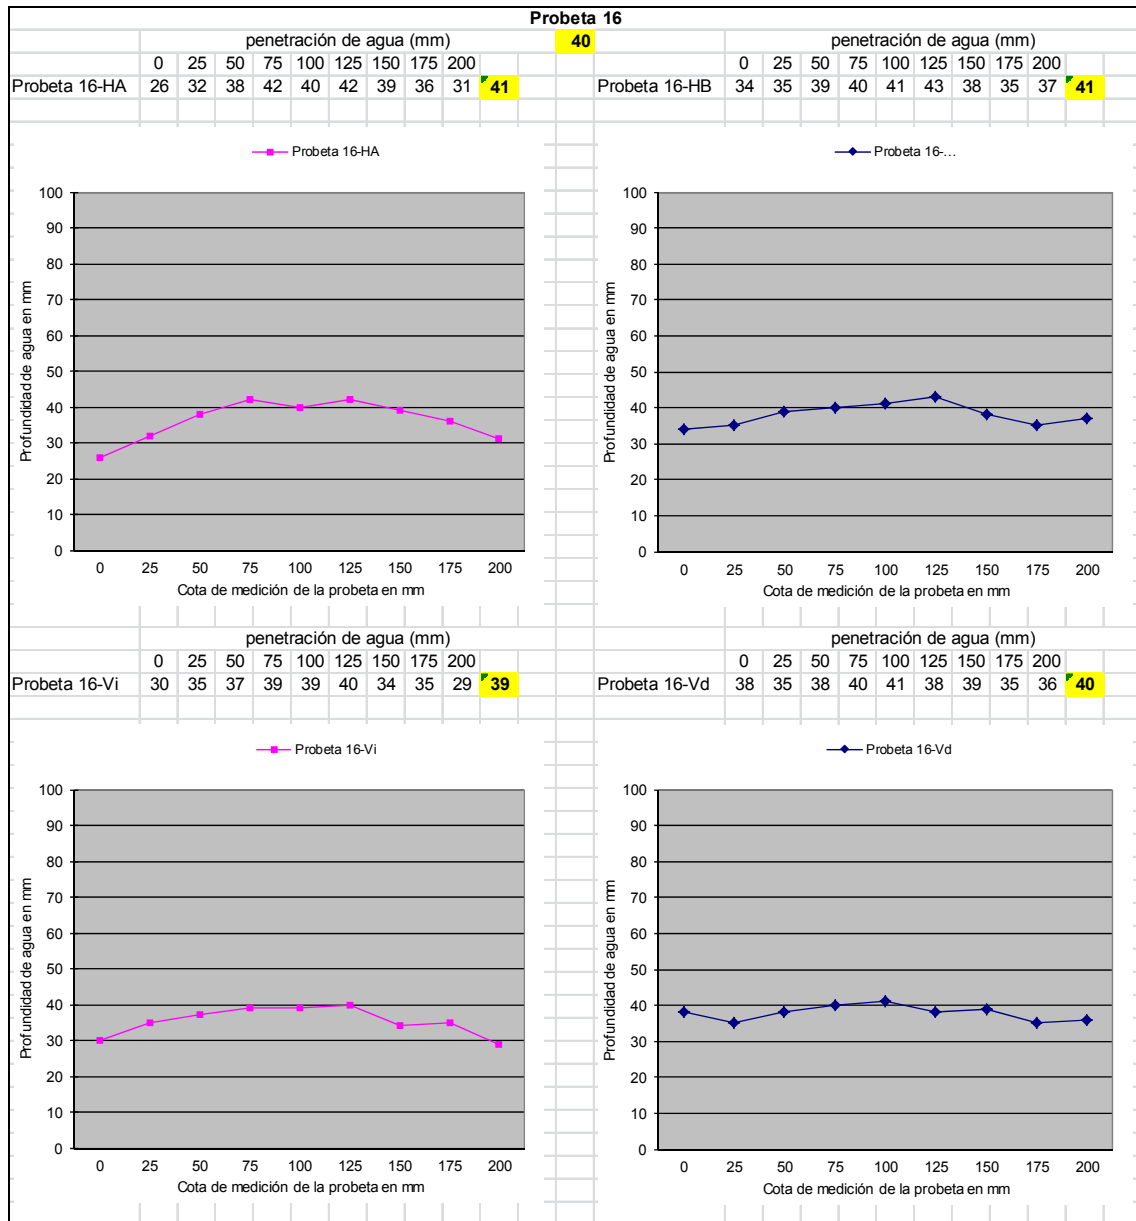 Probeta 16
penetración de agua (mm) 40 penetración de agua (mm)
0 25 50 75 100 125 150 175 200 0 25 50 75 100 125 150 175 200
Probeta 16-HA 26 32 38 42 40 42 39 36 31 41 Probeta 16-HB 34 35 39 40 41 43 38 35 37 41
Probeta 16-HA
Profundidad de agua en mm
100
90
80
70
60
50
40
30
20
10
0
0 25 50 75 100 125 150 175 200
Cota de medición de la probeta en mm
Probeta 16-...
Profundidad de agua en mm
100
90
80
70
60
50
40
30
20
10
0
0 25 50 75 100 125 150 175 200
Cota de medición de la probeta en mm
penetración de agua (mm) penetración de agua (mm)
0 25 50 75 100 125 150 175 200 0 25 50 75 100 125 150 175 200
Probeta 16-Vi 30 35 37 39 39 40 34 35 29 39 Probeta 16-Vd 38 35 38 40 41 38 39 35 36 40
Probeta 16-Vi
Profundidad de agua en mm
100
90
80
70
60
50
40
30
20
10
0
0 25 50 75 100 125 150 175 200
Cota de medición de la probeta en mm
Probeta 16-Vd
Profundidad de agua en mm
100
90
80
70
60
50
40
30
20
10
0
0 25 50 75 100 125 150 175 200
Cota de medición de la probeta en mm